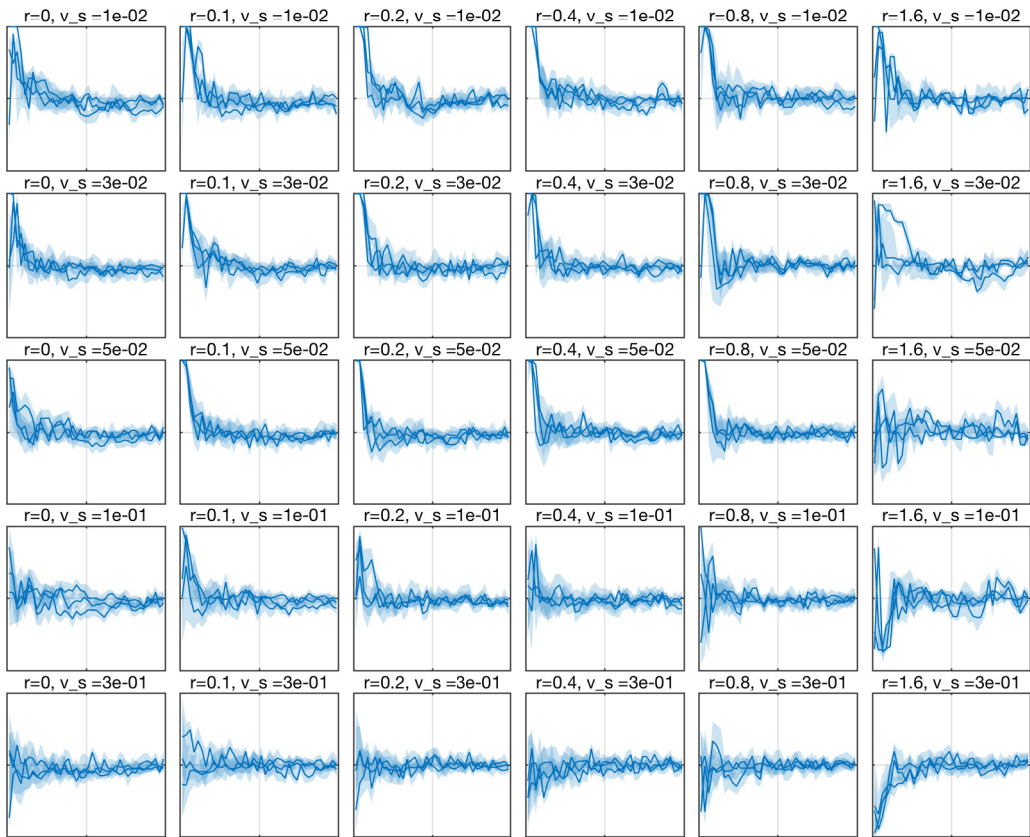 r=0, v_s =1e-02
r=0.1, v_s =1e-02
r=0.2, v_s =1e-02
r=0.4, v_s =1e-02
r=0.8, v_s =1e-02
r=1.6, v_s =1e-02
r=0, v_s =3e-02
r=0.1, v_s =3e-02
r=0.2, v_s =3e-02
r=0.4, v_s =3e-02
r=0.8, v_s =3e-02
r=1.6, v_s =3e-02
r=0, v_s =5e-02
r=0.1, v_s =5e-02
r=0.2, v_s =5e-02
r=0.4, v_s =5e-02
r=0.8, v_s =5e-02
r=1.6, v_s =5e-02
r=0, v_s =1e-01
r=0.1, v_s =1e-01
r=0.2, v_s =1e-01
r=0.4, v_s =1e-01
r=0.8, v_s =1e-01
r=1.6, v_s =1e-01
r=0, v_s =3e-01
r=0.1, v_s =3e-01
r=0.2, v_s =3e-01
r=0.4, v_s =3e-01
r=0.8, v_s =3e-01
r=1.6, v_s =3e-01